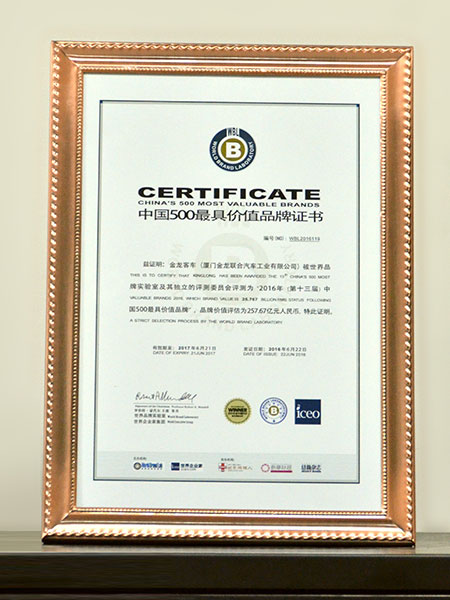 WBL
B
WORLD BRAND LABORATORY
CERTIFICATE
CHINA'S 500 MOST VALUABLE BRANDS
中国500最具价值品牌证书
编号(NO)：WBL2016119
兹证明：金龙客车（厦门金龙联合汽车工业有限公司）被世界品
THIS IS TO CERTIFY THAT KINGLONG HAS BEEN AWARDED THE 13th CHINA'S 500 MOST
牌实验室及其独立的评测委员会评测为“2016年（第十三届）中
VALUABLE BRANDS 2016, WHICH BRAND VALUE IS 25.767 BILLION RMB, STATUS FOLLOWING
国500最具价值品牌”，品牌价值评估为257.67亿元人民币，特此证明。
A STRICT SELECTION PROCESS BY THE WORLD BRAND LABORATORY.
有效期至：2017年6月21日 发证日期：2016年6月22日
DATE OF EXPIRY 21JUN 2017 DATE OF ISSUE 22JUN 2016
世界品牌实验室 World Brand Laboratory
世界企业家集团
WINNER
B
iceo
世界企业家